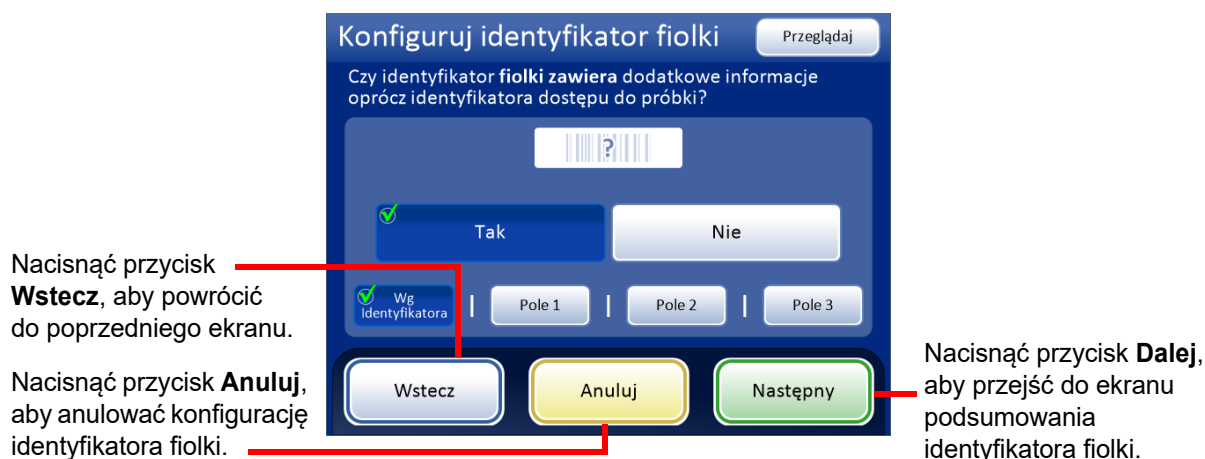 Konfiguruj identyfikator fiolki
Przeglądaj
Czy identyfikator fiolki zawiera dodatkowe informacje
oprócz identyfikatora dostępu do próbki?
?
Tak
Nie
Wg
Identyfikatora
|
Pole 1
|
Pole 2
|
Pole 3
Wstecz
Anuluj
Następny
Nacisnąć przycisk
Wstecz, aby powrócić
do poprzedniego ekranu.
Nacisnąć przycisk Anuluj,
aby anulować konfigurację
identyfikatora fiolki.
Nacisnąć przycisk Dalej,
aby przejść do ekranu
podsumowania
identyfikatora fiolki.